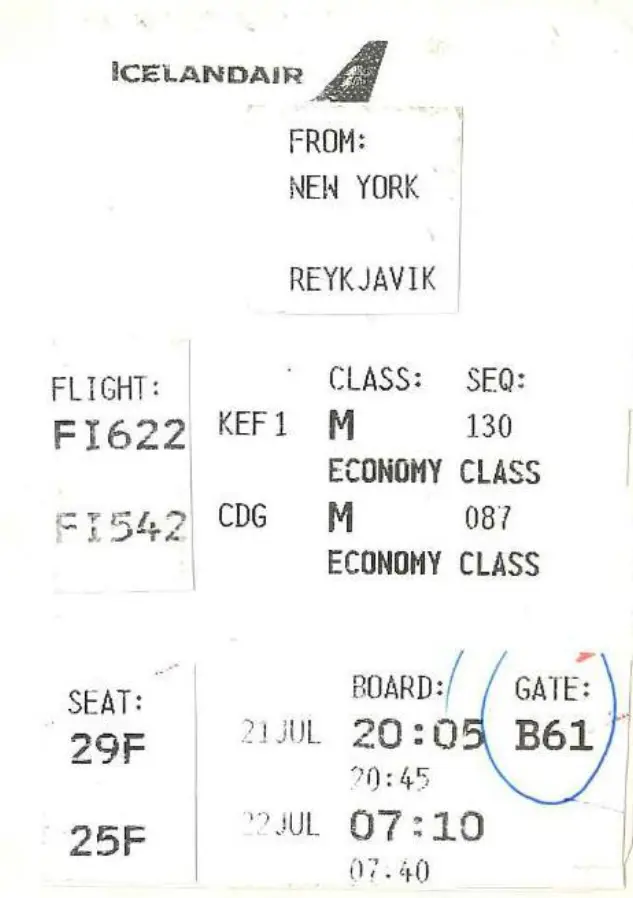 ICELANDAIR
FROM:
NEW YORK
REYKJAVIK
FLIGHT: CLASS: SEQ:
FI622 KEF1 M 130
ECONOMY CLASS
FI542 CDG M 087
ECONOMY CLASS
SEAT: BOARD: GATE:
29F 21JUL 20:05 B61
20:45
25F 22JUL 07:10
07:40